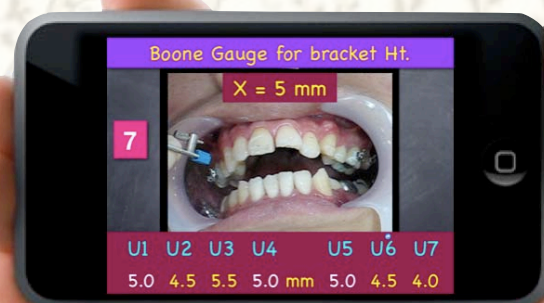 Boone Gauge for bracket Ht.
X = 5 mm
7
U1 U2 U3 U4 U5 U6 U7
5.0 4.5 5.5 5.0 mm 5.0 4.5 4.0